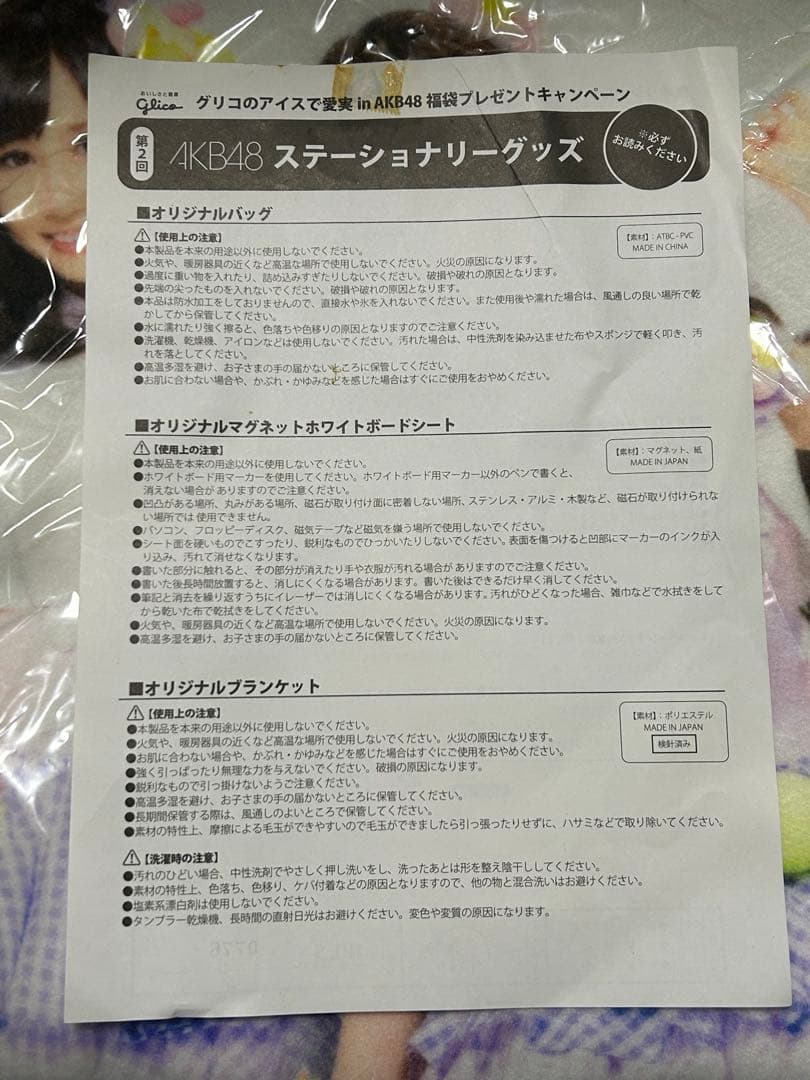 おいしさと健康
glico グリコのアイスで愛実 in AKB48 福袋プレゼントキャンペーン
第2回 AKB48 ステーショナリーグッズ
※必ず
お読みください
■オリジナルバッグ
⚠【使用上の注意】
【素材】：ATBC-PVC
MADE IN CHINA
●本製品を本来の用途以外に使用しないでください。
●火気や、暖房器具の近くなど高温な場所で使用しないでください。火災の原因になります。
●過度に重い物を入れたり、詰め込みすぎたりしないでください。破損や破れの原因となります。
●先端の尖ったものを入れないでください。破損や破れの原因となります。
●本品は防水加工をしておりませんので、直接水や氷を入れないでください。また使用後や濡れた場合は、風通しの良い場所で乾
かしてから保管してください。
●水に濡れたり強く擦ると、色落ちや色移りの原因となりますのでご注意ください。
●洗濯機、乾燥機、アイロンなどは使用しないでください。汚れた場合は、中性洗剤を染み込ませた布やスポンジで軽く叩き、汚
れを落としてください。
●高温多湿を避け、お子さまの手の届かないところに保管してください。
●お肌に合わない場合や、かぶれ・かゆみなどを感じた場合はすぐにご使用をおやめください。
■オリジナルマグネットホワイトボードシート
⚠【使用上の注意】
【素材】：マグネット、紙
MADE IN JAPAN
●本製品を本来の用途以外に使用しないでください。
●ホワイトボード用マーカーを使用してください。ホワイトボード用マーカー以外のペンで書くと、
消えない場合が ありますのでご注意ください。
●凹凸がある場所、丸みがある場所、磁石が取り付け面に密着しない場所、ステンレス・アルミ・木製など、磁石が取り付けられな
い場所では 使用できません。
●パソコン、フロッピーディスク、磁気テープなど磁気を嫌う場所で使用しないでください。
●シート面を硬いものでこすったり、鋭利なものでひっかいたりしないでください。表面を傷つけると凹部にマーカーのインクが入
り込み、汚れて消せなくなります。
●書いた部分に触れると、その部分が消えたり手や衣服が汚れる場合が ありますのでご注意ください。
●書いた後長時間放置すると、消しにくくなる場合があります。書いた後はできるだけ早く消してください。
●筆記と消去を繰り返すうちにイレーザーでは消しにくくなる場合があります。汚れがひどくなった場合、雑巾などで水拭きをして
から乾いた布で乾拭きをしてください。
●火気や、暖房器具の近くなど高温な場所で使用しないでください。火災の原因になります。
●高温多湿を避け、お子さまの手の届かないところに保管してください。
■オリジナルブランケット
⚠【使用上の注意】
【素材】：ポリエステル
MADE IN JAPAN
検針済み
●本製品を本来の用途以外に使用しないでください。
●火気や、暖房器具の近くなど高温な場所で使用しないでください。火災の原因になります。
●お肌に合わない場合や、かぶれ・かゆみなどを感じた場合はすぐにご使用をおやめください。
●強く引っぱったり無理な力を与えないでください。破損の原因になります。
●鋭利なもので引っ掛けないようご注意ください。
●高温多湿を避け、お子さまの手の届かないところに保管してください。
●長期間保管する際は、風通しのよいところで保管してください。
●素材の特性上、摩擦による毛玉ができやすいので毛玉ができましたら引っ張ったりせずに、ハサミなどで取り除いてください。
⚠【洗濯時の注意】
●汚れのひどい場合、中性洗剤でやさしく押し洗いをし、洗ったあとは形を整え陰干ししてください。
●素材の特性上、色落ち、色移り、ケバ付着などの原因となりますので、他の物と混合洗いはお避けください。
●塩素系漂白剤は使用しないでください。
●タンブラー乾燥機、長時間の直射日光はお避けください。変色や変質の原因になります。